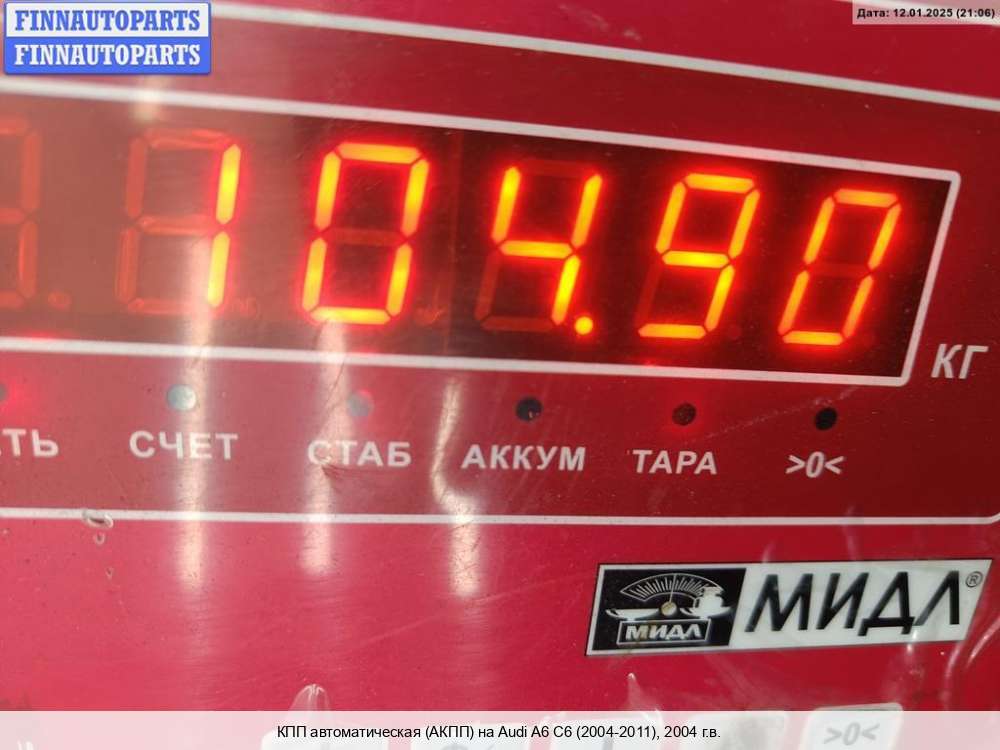 FINNAUTOPARTS
FINNAUTOPARTS
Дата: 12.01.2025 (21:06)
104.90
КГ
СЧЕТ СТАБ АККУМ ТАРА >0<
МИДЛ МИДЛ®
>0<
КПП автоматическая (АКПП) на Audi A6 C6 (2004-2011), 2004 г.в.